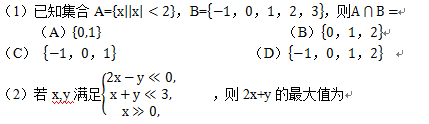 (1)已知集合 A={x||x|<2}，B={−1，0，1，2，3}，则A∩B =↵
(A){0,1} (B){0，1，2}↵
(C) {−1，0，1} (D){−1，0，1，2}↵
(2)若 x,y 满足 { 2x − y ≪ 0,
x + y ≪ 3,
x ≫ 0, ，则 2x+y 的最大值为↵